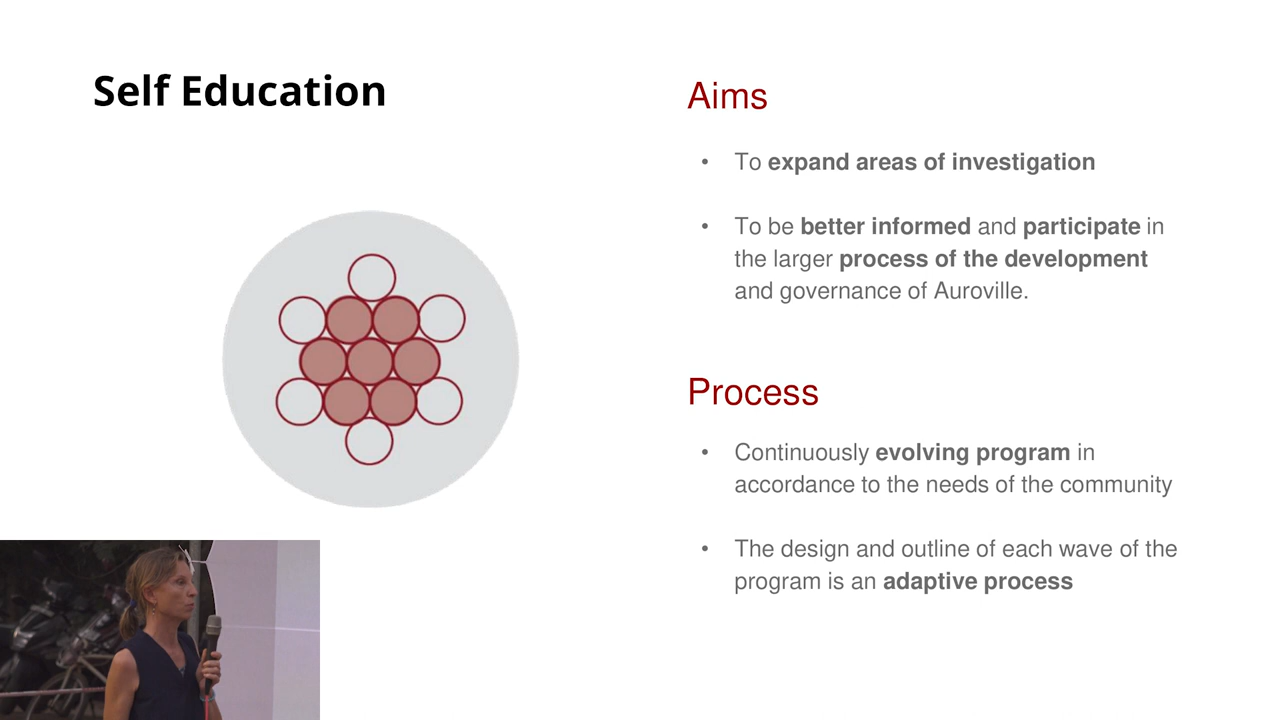 Self Education
Aims
• To expand areas of investigation
• To be better informed and participate in
the larger process of the development
and governance of Auroville.
Process
• Continuously evolving program in
accordance to the needs of the community
• The design and outline of each wave of the
program is an adaptive process